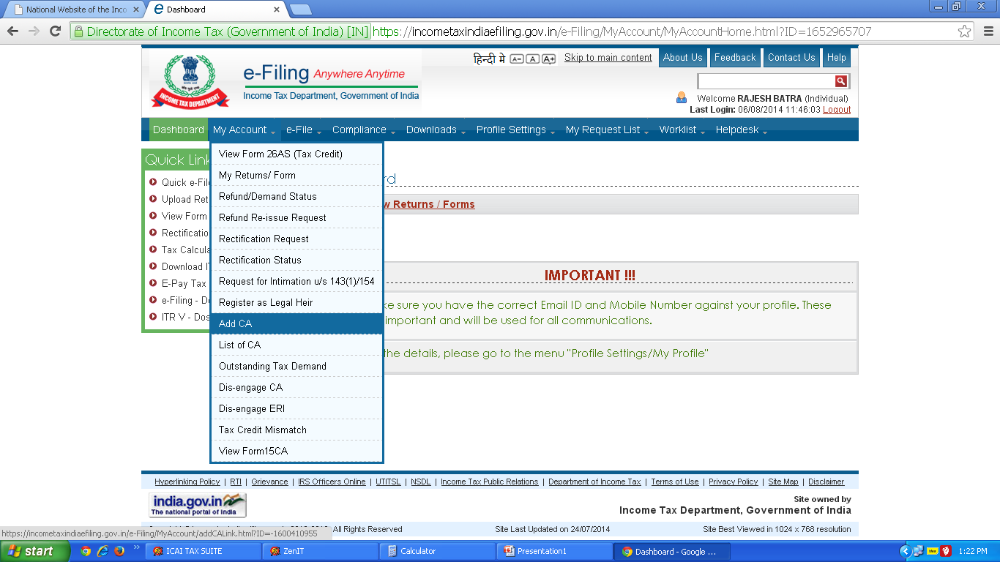 National Website of the Inco
Dashboard
Directorate of Income Tax (Government of India) [IN] https://incometaxindiaefiling.gov.in/e-Filing/MyAccount/MyAccountHome.html?ID=1652965707
हिन्दी मे A- A A+ Skip to main content About Us Feedback Contact Us Help
INCOME TAX DEPARTMENT
e-Filing Anywhere Anytime
Income Tax Department, Government of India
Welcome RAJESH BATRA (Individual)
Last Login: 06/08/2014 11:46:03 Logout
Dashboard My Account e-File Compliance Downloads Profile Settings My Request List Worklist Helpdesk
Quick Link
Quick e-File
Upload Ret
View Form
Rectificatio
Tax Calcula
Download I
E-Pay Tax
e-Filing - Do
ITR V - Dos
View Form 26AS (Tax Credit)
My Returns/ Form
Refund/Demand Status
Refund Re-issue Request
Rectification Request
Rectification Status
Request for Intimation u/s 143(1)/154
Register as Legal Heir
Add CA
List of CA
Outstanding Tax Demand
Dis-engage CA
Dis-engage ERI
Tax Credit Mismatch
View Form15CA
rd
w Returns / Forms
IMPORTANT !!!
ke sure you have the correct Email ID and Mobile Number against your profile. These
important and will be used for all communications.
the details, please go to the menu "Profile Settings/My Profile"
Hyperlinking Policy | RTI | Grievance | IRS Officers Online | UTITSL | NSDL | Income Tax Public Relations | Department of Income Tax | Terms of Use | Privacy Policy | Site Map | Disclaimer
india.gov.in
The national portal of India
Site owned by
Income Tax Department, Government of India
All Rights Reserved Site Last Updated on 24/07/2014 Site Best Viewed in 1024 x 768 resolution
https://incometaxindiaefiling.gov.in/e-Filing/MyAccount/addCALink.html?ID=-1600410955
start ICAI TAX SUITE ZenIT Calculator Presentation1 Dashboard - Google ... 1:22 PM